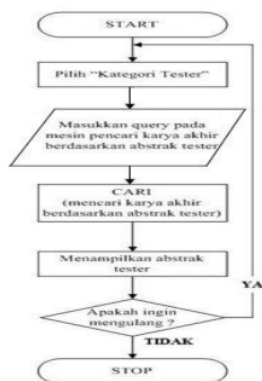 START
Pilih “Kategori Tester”
Masukkan query pada
mesin pencari karya akhir
berdasarkan abstrak tester
CARI
(mencari karya akhir
berdasarkan abstrak tester)
Menampilkan abstrak
tester
Apakah ingin
mengulang ?
YA
TIDAK
STOP